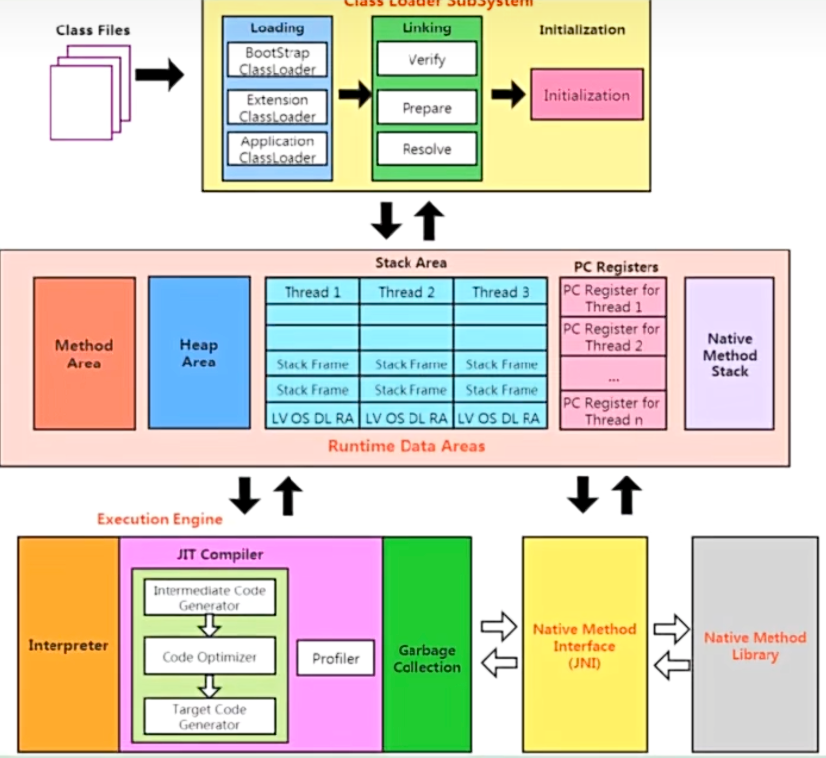 Class Loader SubSystem
Class Files
Loading
Linking
Initialization
BootStrap
ClassLoader
Extension
ClassLoader
Application
ClassLoader
Verify
Prepare
Resolve
Initialization
Stack Area
PC Registers
Method
Area
Heap
Area
Thread 1
Thread 2
Thread 3
Stack Frame
Stack Frame
Stack Frame
Stack Frame
Stack Frame
Stack Frame
LV OS DL RA
LV OS DL RA
LV OS DL RA
PC Register for
Thread 1
PC Register for
Thread 2
...
PC Register for
Thread n
Native
Method
Stack
Runtime Data Areas
Execution Engine
Interpreter
JIT Compiler
Intermediate Code
Generator
Code Optimizer
Target Code
Generator
Profiler
Garbage
Collection
Native Method
Interface
(JNI)
Native Method
Library